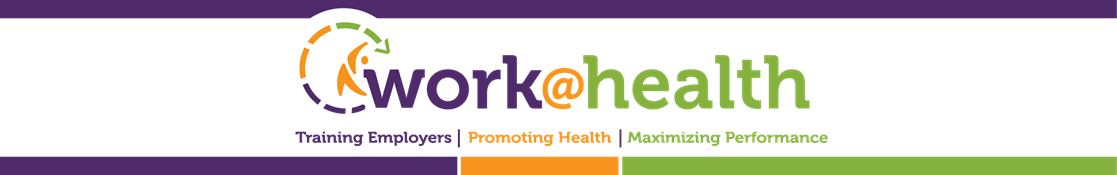 work@health
Training Employers | Promoting Health | Maximizing Performance